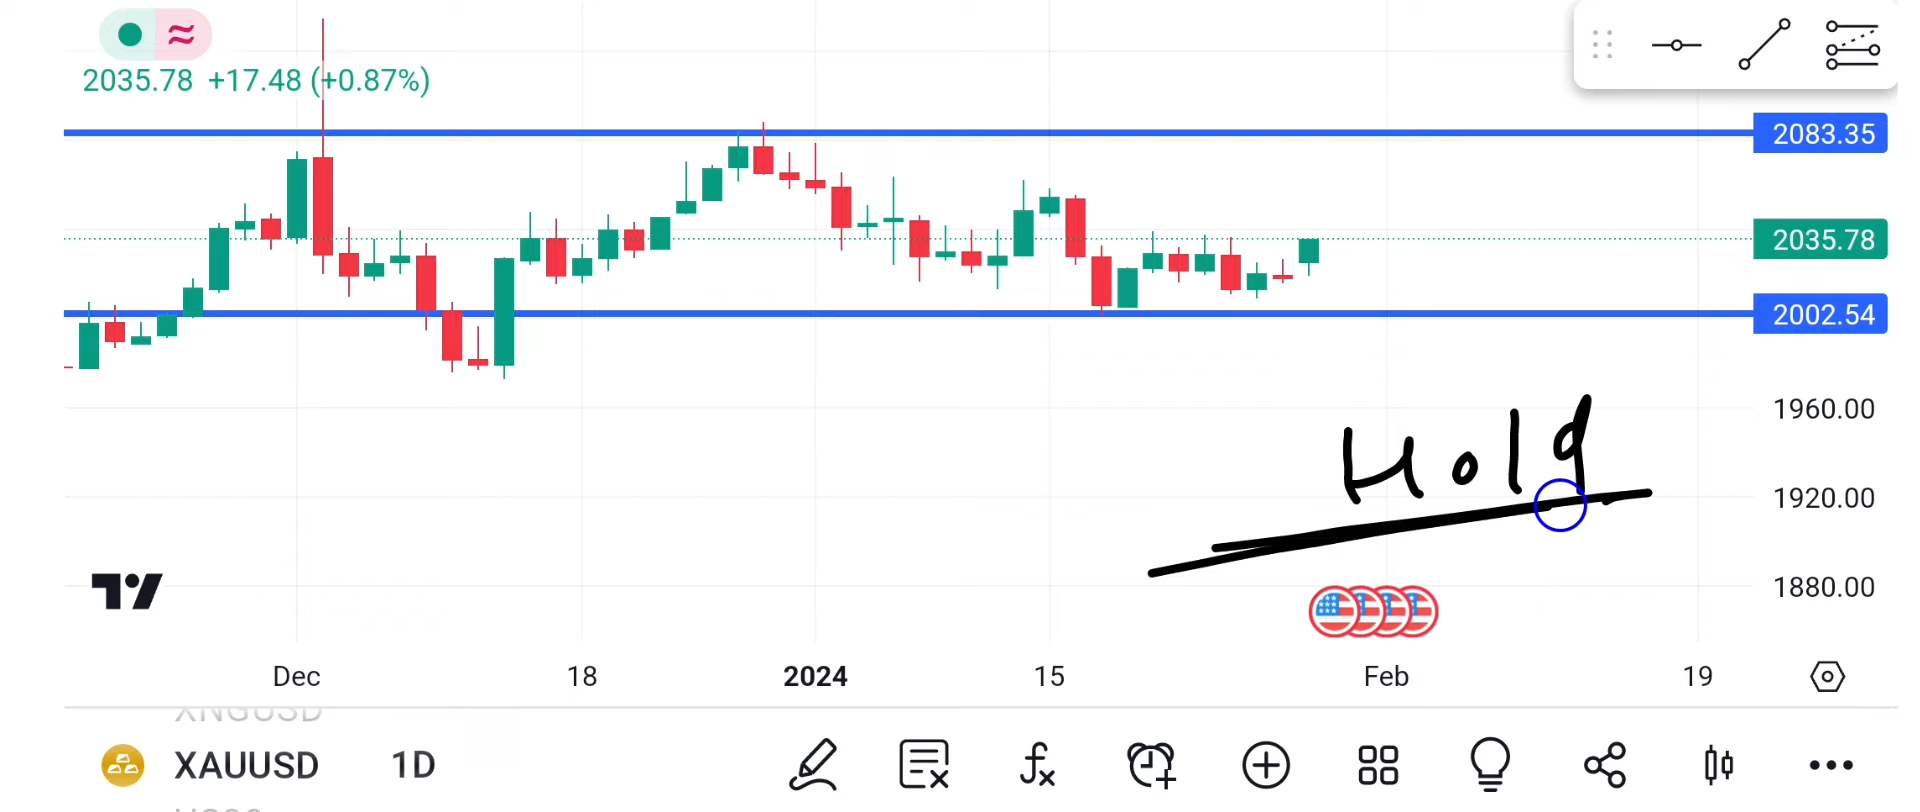 2035.78 +17.48 (+0.87%)
2083.35
2035.78
2002.54
1960.00
Hold
1920.00
1880.00
Dec 18 2024 15 Feb 19
XNGUSD
XAUUSD 1D